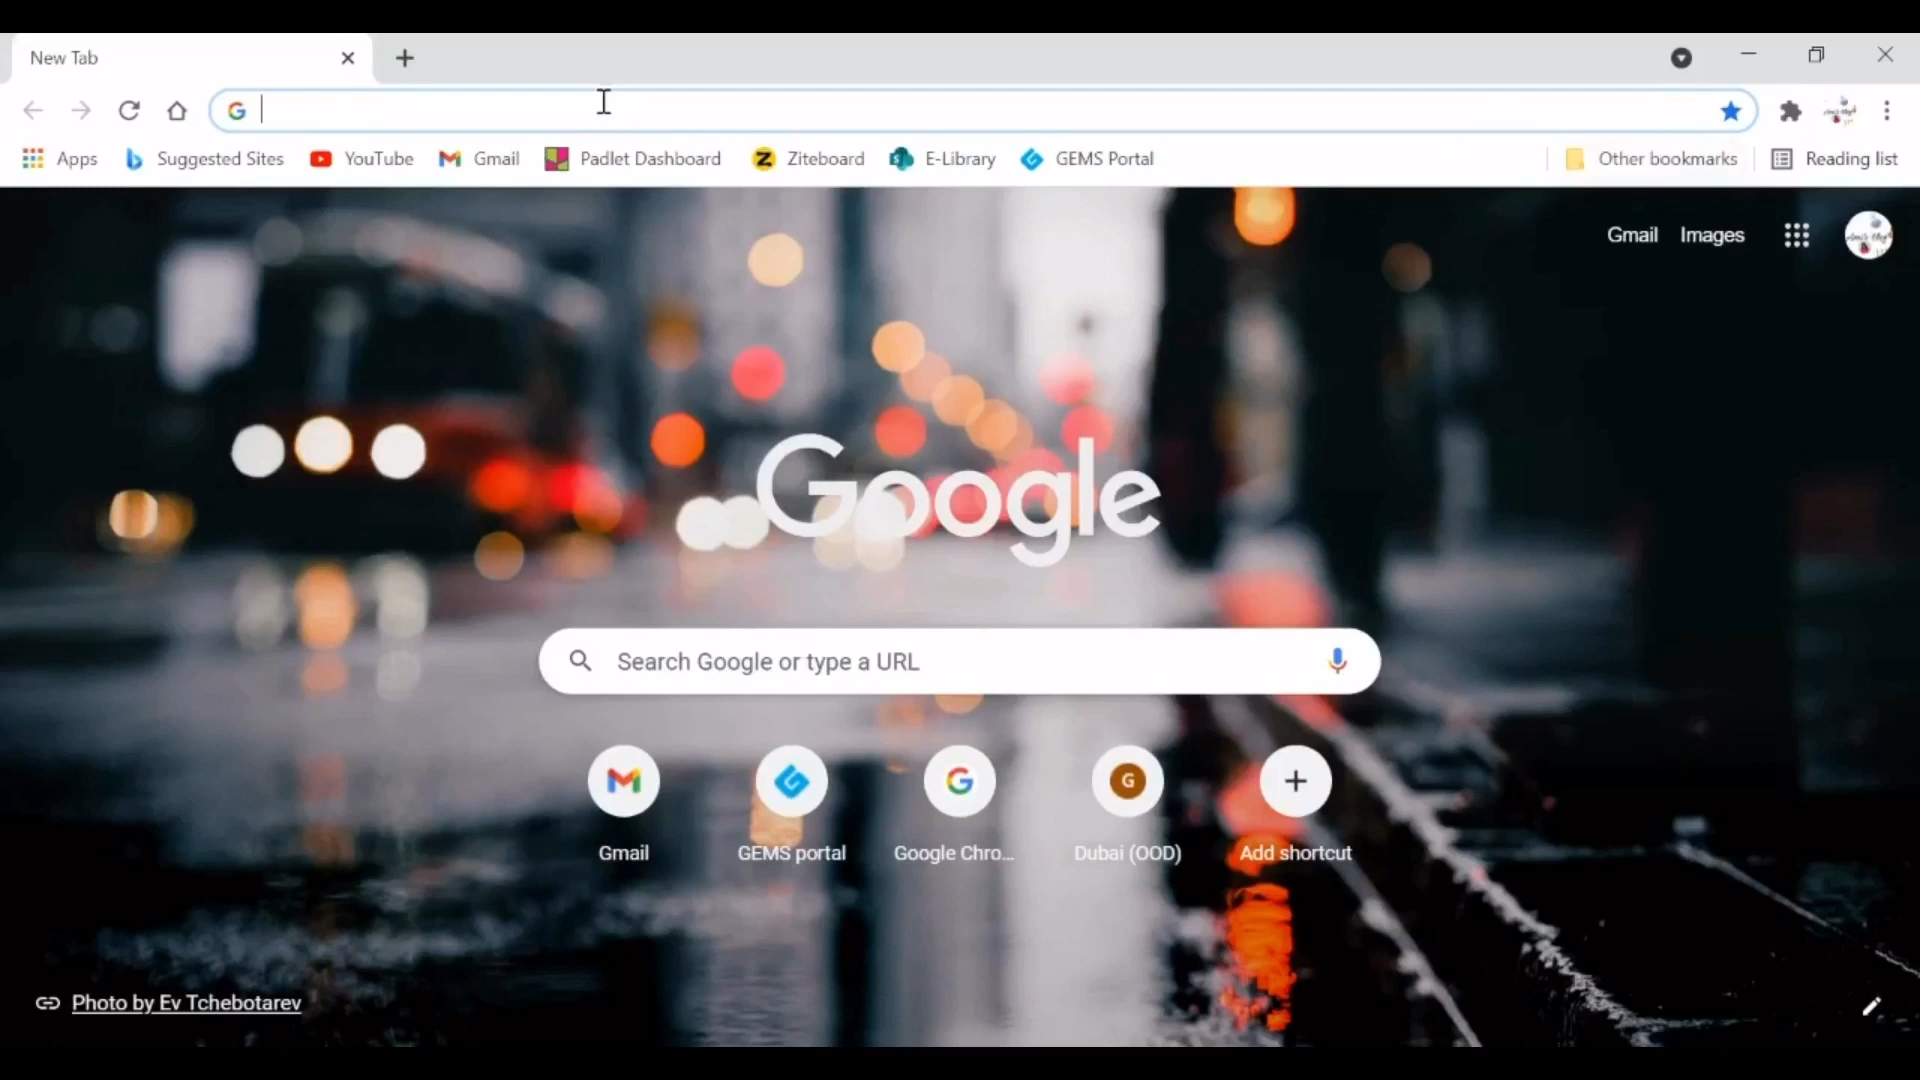 New Tab
Apps Suggested Sites YouTube Gmail Padlet Dashboard Ziteboard E-Library GEMS Portal Other bookmarks Reading list
Gmail Images
Google
Search Google or type a URL
Gmail GEMS portal Google Chro... Dubai (OOD) Add shortcut
G
Photo by Ev Tchebotarev